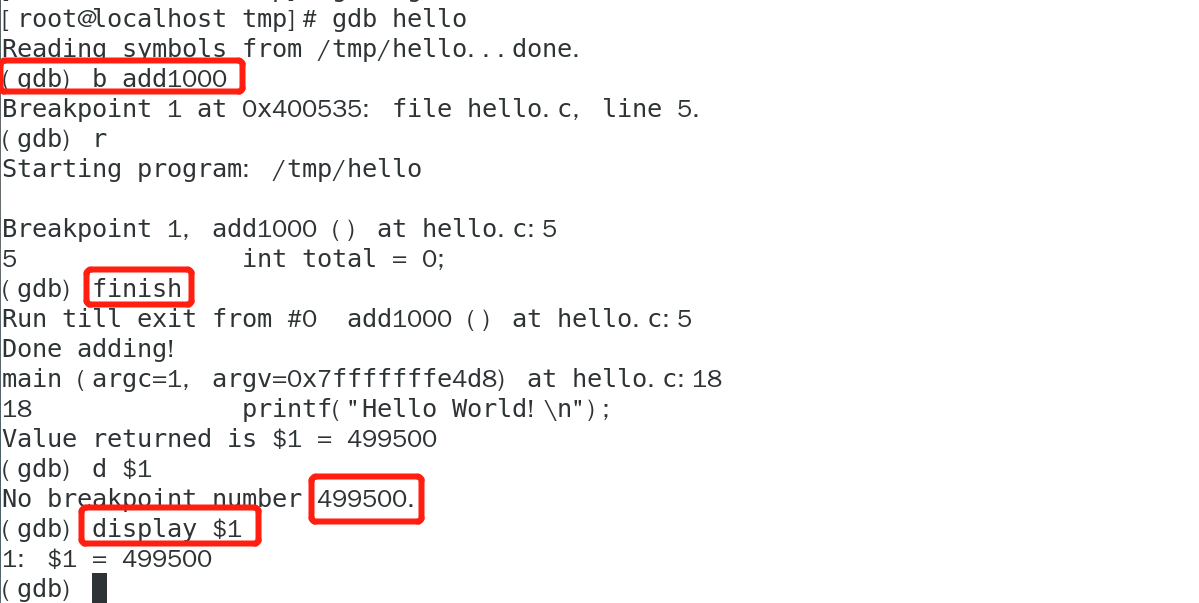 [root@localhost tmp]# gdb hello
Reading symbols from /tmp/hello...done.
(gdb) b add1000
Breakpoint 1 at 0x400535: file hello.c, line 5.
(gdb) r
Starting program: /tmp/hello
Breakpoint 1, add1000 () at hello.c:5
5 int total = 0;
(gdb) finish
Run till exit from #0 add1000 () at hello.c:5
Done adding!
main (argc=1, argv=0x7fffffffe4d8) at hello.c:18
18 printf("Hello World!\n");
Value returned is $1 = 499500
(gdb) d $1
No breakpoint number 499500.
(gdb) display $1
1: $1 = 499500
(gdb)